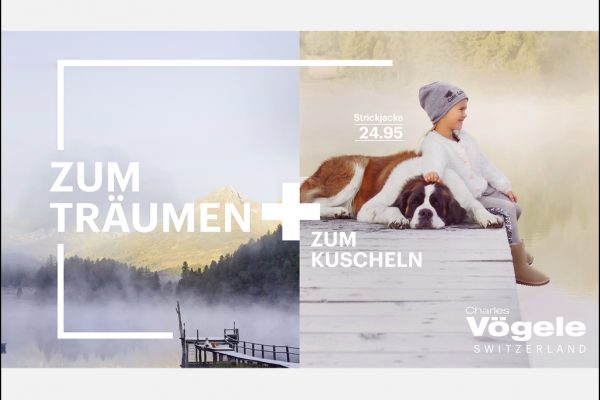 ZUM
TRÄUMEN
Strickjacke
24.95
ZUM
KUSCHELN
Charles
Vögele
SWITZERLAND